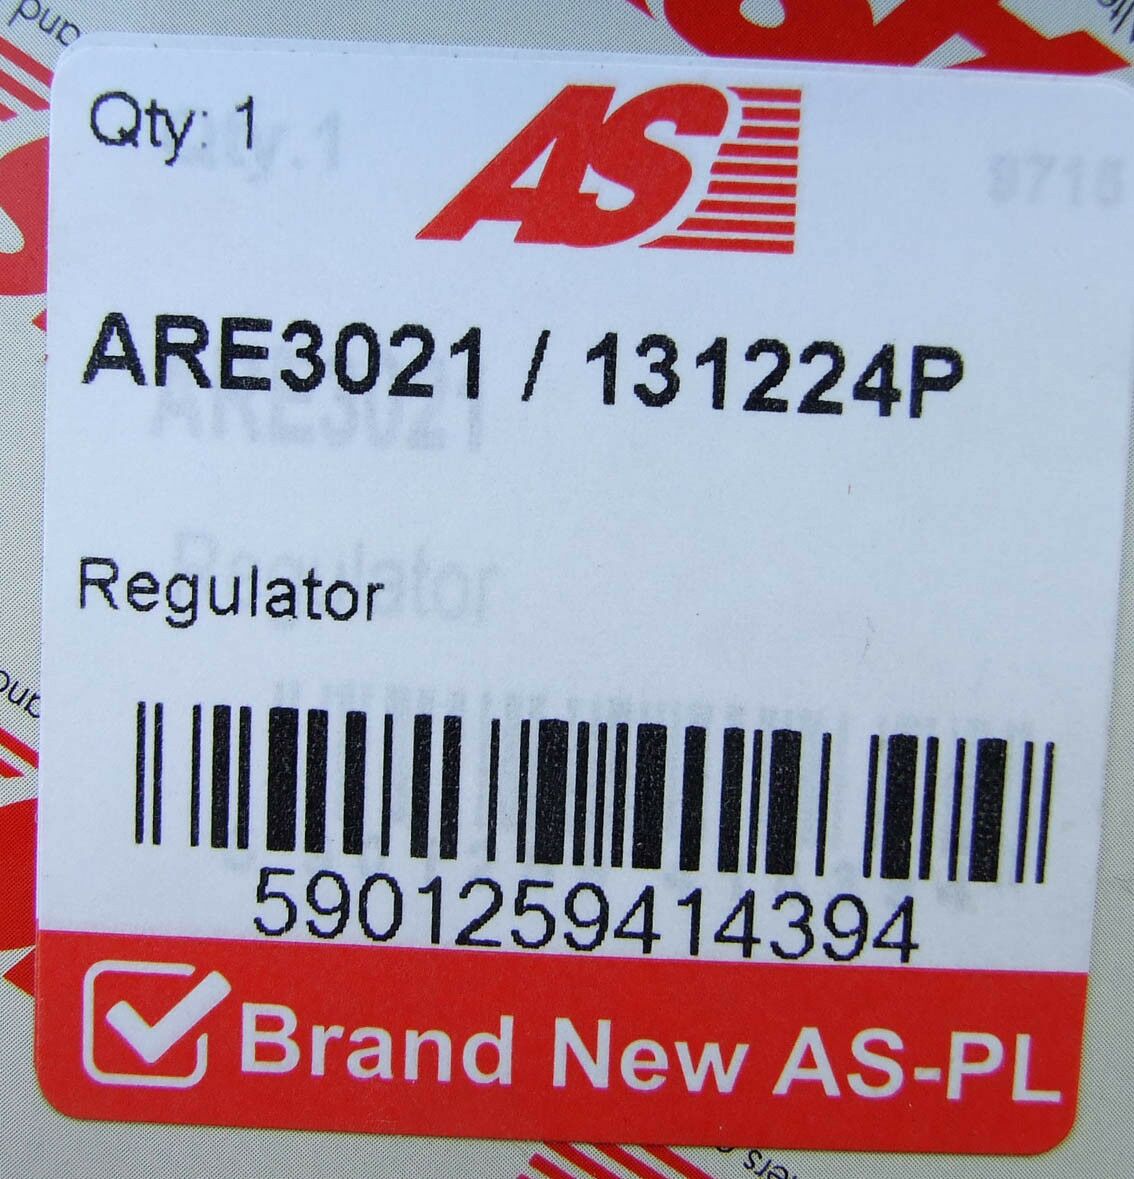 Qty: 1
AS
ARE3021 / 131224P
Regulator
5901259414394
Brand New AS-PL